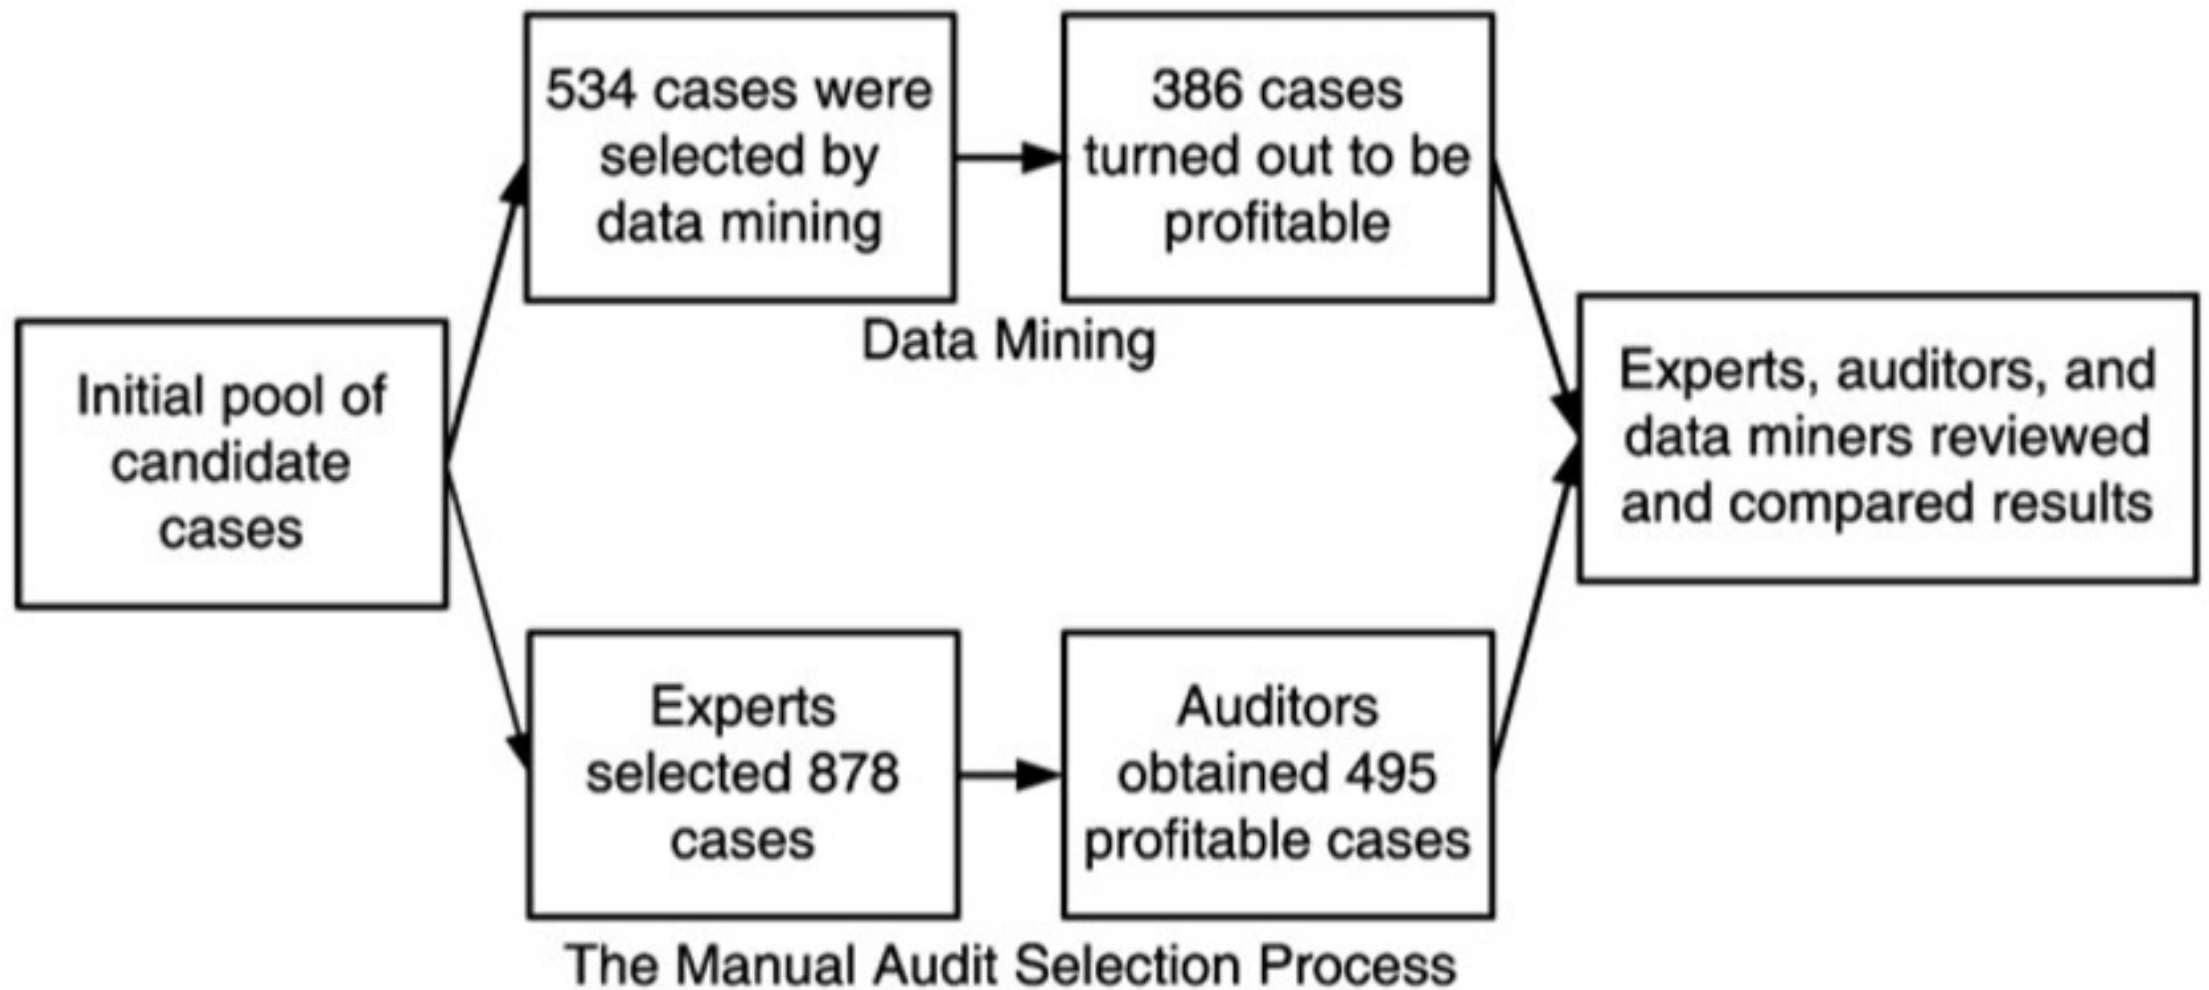 534 cases were
selected by
data mining
386 cases
turned out to be
profitable
Data Mining
Initial pool of
candidate
cases
Experts, auditors, and
data miners reviewed
and compared results
Experts
selected 878
cases
Auditors
obtained 495
profitable cases
The Manual Audit Selection Process